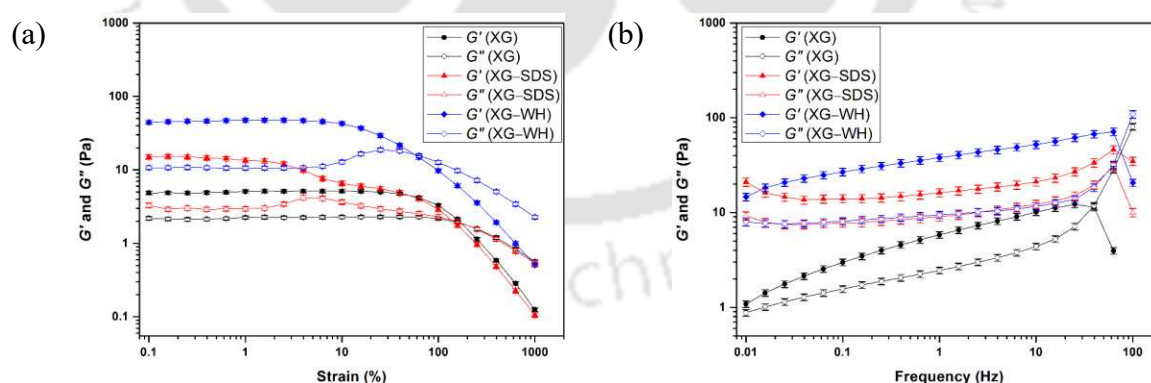 (a)
1000
100
10
1
0.1
G' and G" (Pa)
G' (XG)
G" (XG)
G' (XG–SDS)
G" (XG–SDS)
G' (XG–WH)
G" (XG–WH)
0.1 1 10 100 1000
Strain (%)
(b)
1000
100
10
1
G' and G" (Pa)
G' (XG)
G" (XG)
G' (XG–SDS)
G" (XG–SDS)
G' (XG–WH)
G" (XG–WH)
0.01 0.1 1 10 100
Frequency (Hz)